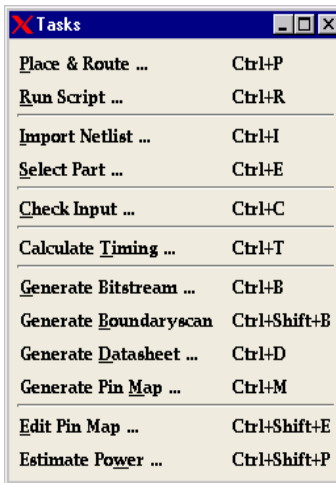 Tasks
Place & Route ... Ctrl+P
Run Script ... Ctrl+R
Import Netlist ... Ctrl+I
Select Part ... Ctrl+E
Check Input ... Ctrl+C
Calculate Timing ... Ctrl+T
Generate Bitstream ... Ctrl+B
Generate Boundaryscan Ctrl+Shift+B
Generate Datasheet ... Ctrl+D
Generate Pin Map ... Ctrl+M
Edit Pin Map ... Ctrl+Shift+E
Estimate Power ... Ctrl+Shift+P